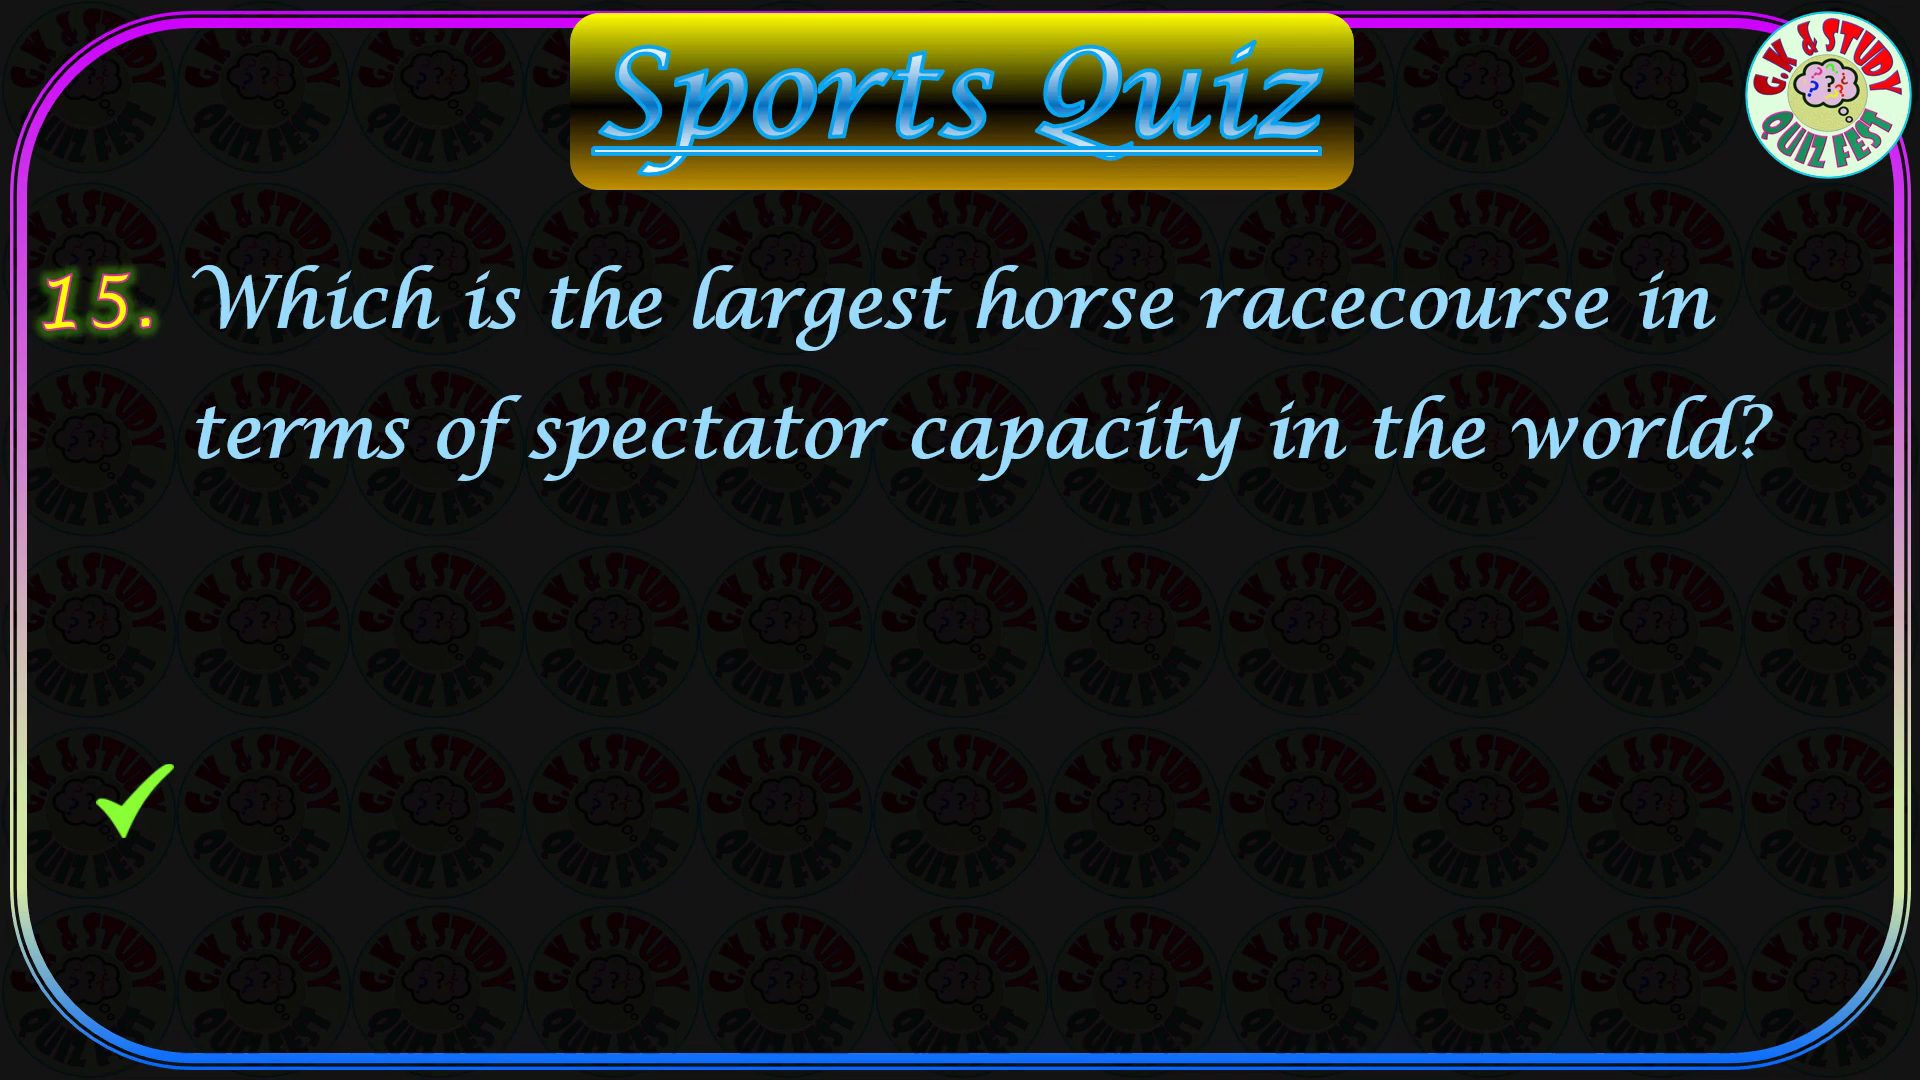 Sports Quiz
G.K & STUDY
QUIZ FEST
15. Which is the largest horse racecourse in
terms of spectator capacity in the world?